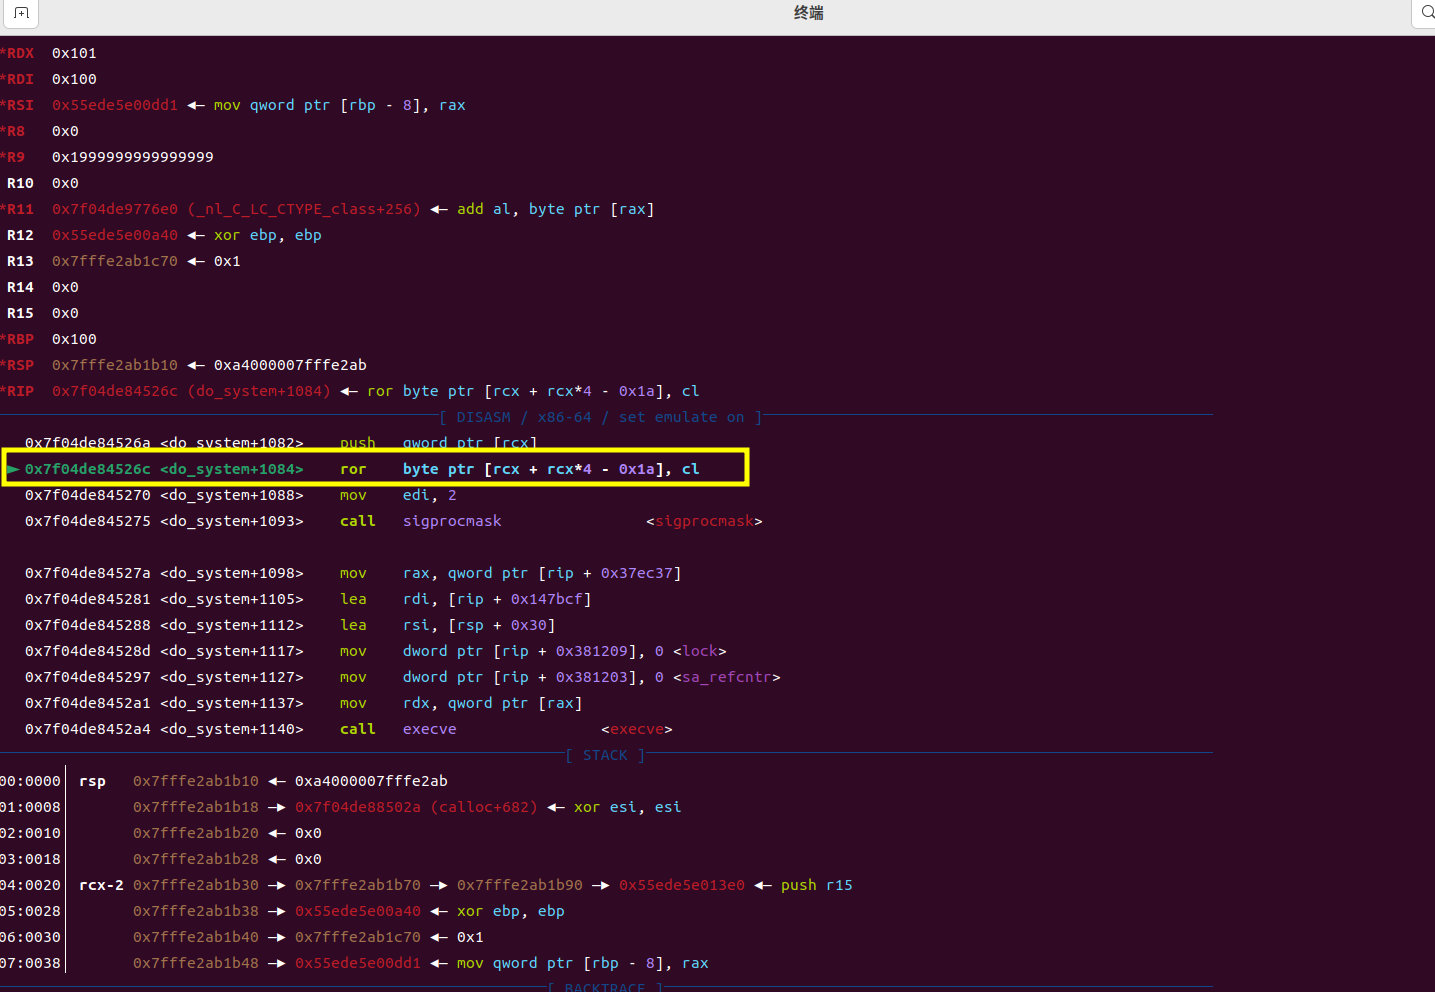 终端
*RDX 0x101
*RDI 0x100
*RSI 0x55ede5e00dd1 ◂— mov qword ptr [rbp - 8], rax
*R8 0x0
*R9 0x1999999999999999
R10 0x0
*R11 0x7f04de9776e0 (_nl_C_LC_CTYPE_class+256) ◂— add al, byte ptr [rax]
R12 0x55ede5e00a40 ◂— xor ebp, ebp
R13 0x7fffe2ab1c70 ◂— 0x1
R14 0x0
R15 0x0
*RBP 0x100
*RSP 0x7fffe2ab1b10 ◂— 0xa4000007fffe2ab
*RIP 0x7f04de84526c (do_system+1084) ◂— ror byte ptr [rcx + rcx*4 - 0x1a], cl
[ DISASM / x86-64 / set emulate on ]
0x7f04de84526a <do_system+1082> push qword ptr [rcx]
► 0x7f04de84526c <do_system+1084> ror byte ptr [rcx + rcx*4 - 0x1a], cl
0x7f04de845270 <do_system+1088> mov edi, 2
0x7f04de845275 <do_system+1093> call sigprocmask <sigprocmask>
0x7f04de84527a <do_system+1098> mov rax, qword ptr [rip + 0x37ec37]
0x7f04de845281 <do_system+1105> lea rdi, [rip + 0x147bcf]
0x7f04de845288 <do_system+1112> lea rsi, [rsp + 0x30]
0x7f04de84528d <do_system+1117> mov dword ptr [rip + 0x381209], 0 <lock>
0x7f04de845297 <do_system+1127> mov dword ptr [rip + 0x381203], 0 <sa_refcntr>
0x7f04de8452a1 <do_system+1137> mov rdx, qword ptr [rax]
0x7f04de8452a4 <do_system+1140> call execve <execve>
[ STACK ]
00:0000│ rsp 0x7fffe2ab1b10 ◂— 0xa4000007fffe2ab
01:0008│ 0x7fffe2ab1b18 —▸ 0x7f04de88502a (calloc+682) ◂— xor esi, esi
02:0010│ 0x7fffe2ab1b20 ◂— 0x0
03:0018│ 0x7fffe2ab1b28 ◂— 0x0
04:0020│ rcx-2 0x7fffe2ab1b30 —▸ 0x7fffe2ab1b70 —▸ 0x7fffe2ab1b90 —▸ 0x55ede5e013e0 ◂— push r15
05:0028│ 0x7fffe2ab1b38 —▸ 0x55ede5e00a40 ◂— xor ebp, ebp
06:0030│ 0x7fffe2ab1b40 —▸ 0x7fffe2ab1c70 ◂— 0x1
07:0038│ 0x7fffe2ab1b48 —▸ 0x55ede5e00dd1 ◂— mov qword ptr [rbp - 8], rax
[ BACKTRACE ]